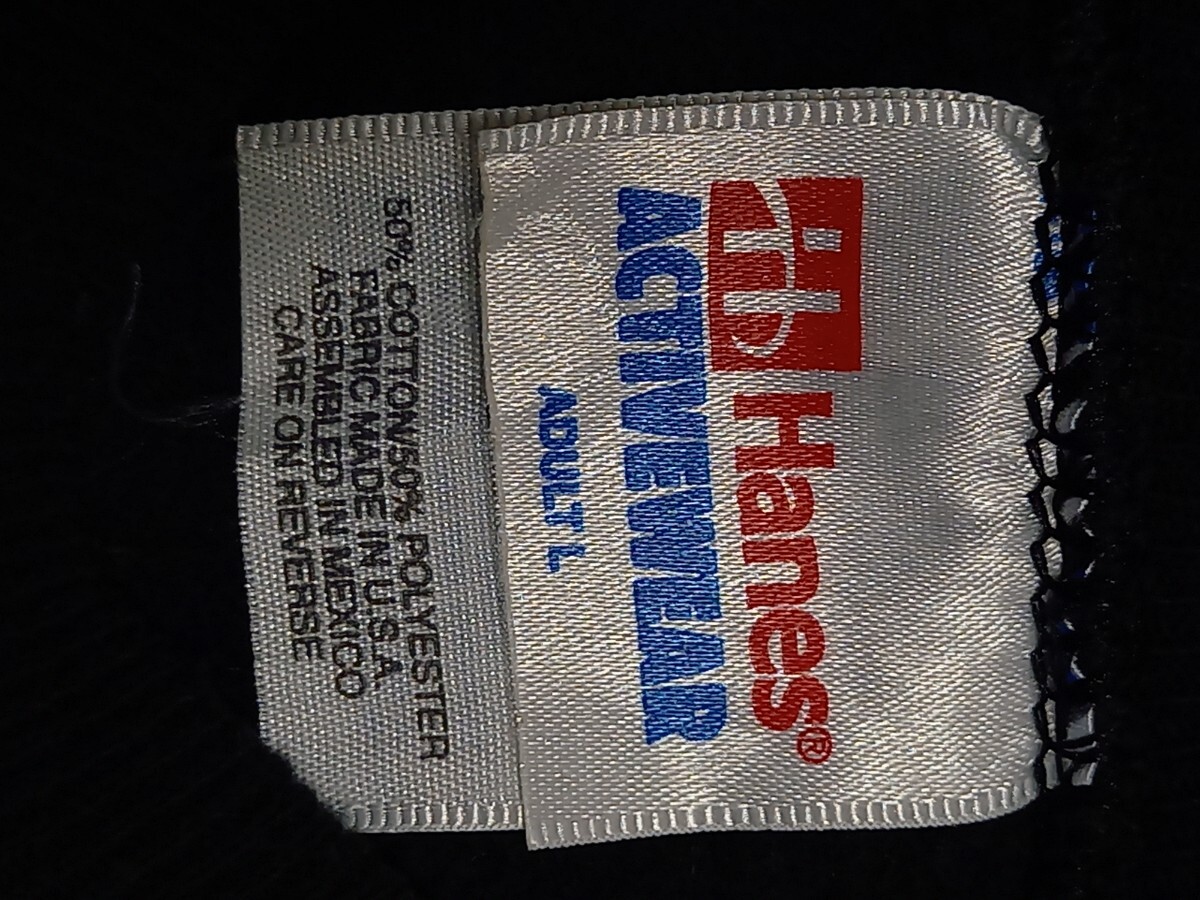 Hanes®
ACTIVEWEAR
ADULT L
50% COTTON/50% POLYESTER
FABRIC MADE IN U.S.A.
ASSEMBLED IN MEXICO
CARE ON REVERSE